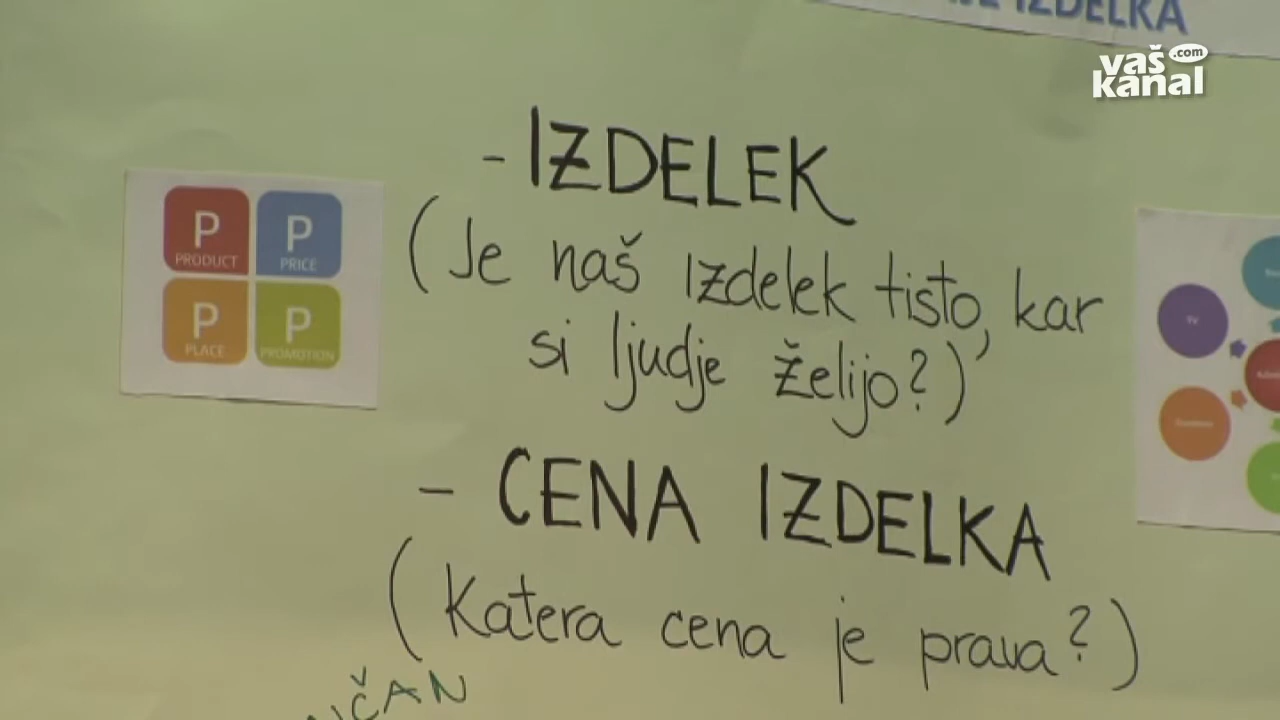 IZDELKA
vaš.com
kanal
- IZDELEK
(Je naš izdelek tisto, kar
si ljudje želijo?)
P
PRODUCT
P
PRICE
P
PLACE
P
PROMOTION
TV
- CENA IZDELKA
(Katera cena je prava?)